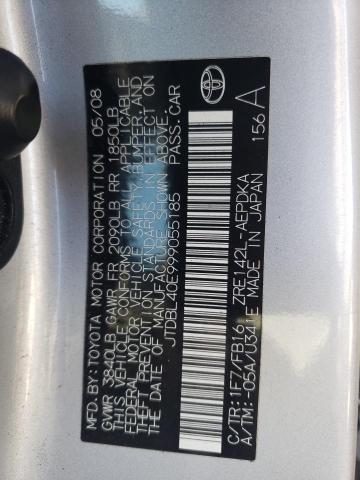 MFD. BY: TOYOTA MOTOR CORPORATION 05/08
GVWR 3840LB GAWR FR 2090LB RR 1850LB
THIS VEHICLE CONFORMS TO ALL APPLICABLE
FEDERAL MOTOR VEHICLE SAFETY, BUMPER, AND
THEFT PREVENTION STANDARDS IN EFFECT ON
THE DATE OF MANUFACTURE SHOWN ABOVE.
JTDBL40E999055185 PASS. CAR
C/TR: 1F7/FB16 ZRE142L-AEPDKA
A/TM: -05A/U341E MADE IN JAPAN 156 A